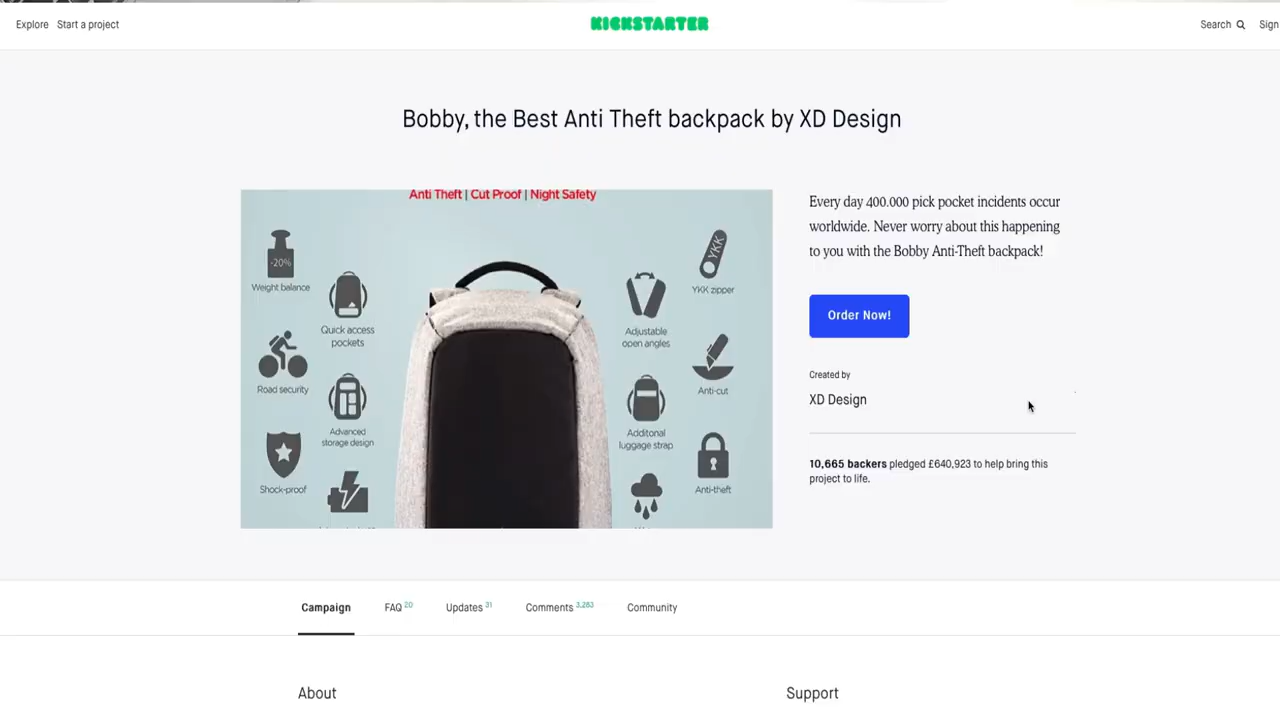 Explore Start a project KICKSTARTER Search Sign
Bobby, the Best Anti Theft backpack by XD Design
Anti Theft | Cut Proof | Night Safety
-20%
Weight balance
Quick access
pockets
Road security
Advanced
storage design
Shock-proof
YKK
YKK zipper
Adjustable
open angles
Anti-cut
Additonal
luggage strap
Anti-theft
Every day 400.000 pick pocket incidents occur
worldwide. Never worry about this happening
to you with the Bobby Anti-Theft backpack!
Order Now!
Created by
XD Design
10,665 backers pledged £640,923 to help bring this
project to life.
Campaign FAQ 20 Updates 31 Comments 3,283 Community
About
Support